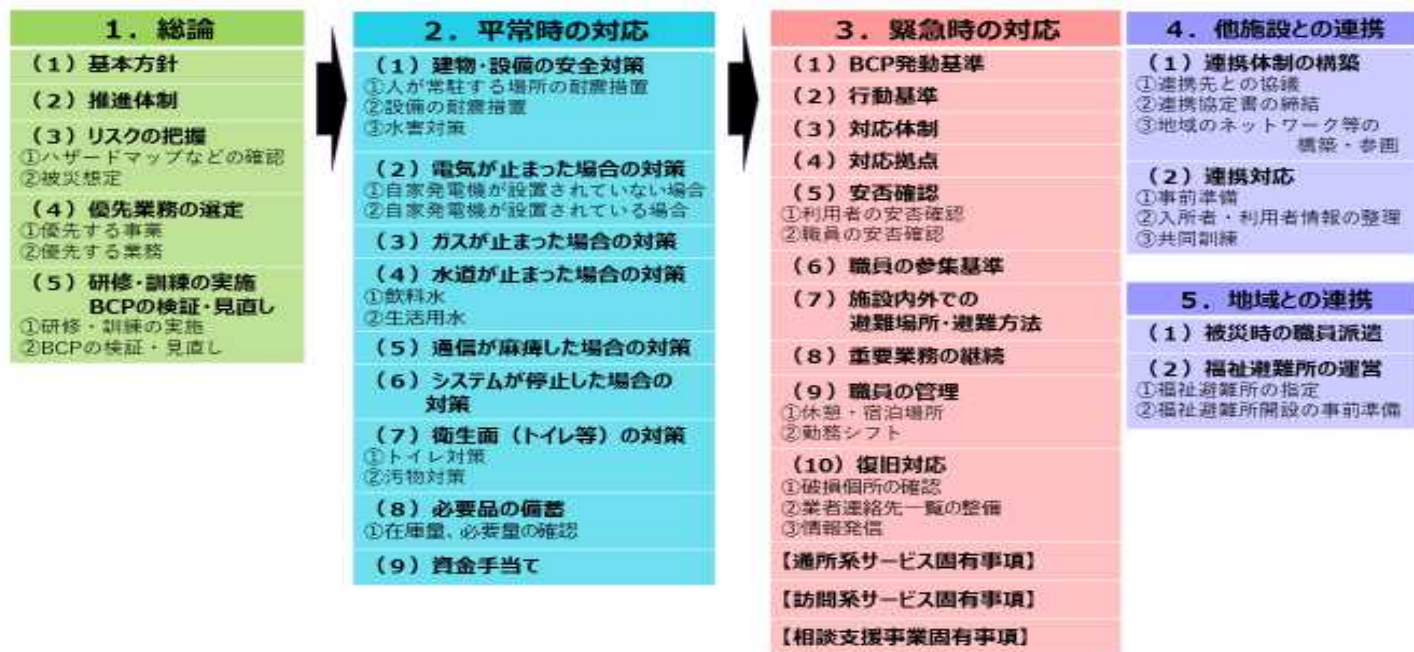 1．総論
（1）基本方針
（2）推進体制
（3）リスクの把握
①ハザードマップなどの確認
②被災想定
（4）優先業務の選定
①優先する事業
②優先する業務
（5）研修・訓練の実施
BCPの検証・見直し
①研修・訓練の実施
②BCPの検証・見直し
2．平常時の対応
（1）建物・設備の安全対策
①人が常駐する場所の耐震措置
②設備の耐震措置
③水害対策
（2）電気が止まった場合の対策
①自家発電機が設置されていない場合
②自家発電機が設置されている場合
（3）ガスが止まった場合の対策
（4）水道が止まった場合の対策
①飲料水
②生活用水
（5）通信が麻痺した場合の対策
（6）システムが停止した場合の
対策
（7）衛生面（トイレ等）の対策
①トイレ対策
②汚物対策
（8）必要品の備蓄
①在庫量、必要量の確認
（9）資金手当て
3．緊急時の対応
（1）BCP発動基準
（2）行動基準
（3）対応体制
（4）対応拠点
（5）安否確認
①利用者の安否確認
②職員の安否確認
（6）職員の参集基準
（7）施設内外での
避難場所・避難方法
（8）重要業務の継続
（9）職員の管理
①休憩・宿泊場所
②勤務シフト
（10）復旧対応
①破損個所の確認
②業者連絡先一覧の整備
③情報発信
【通所系サービス固有事項】
【訪問系サービス固有事項】
【相談支援事業固有事項】
4．他施設との連携
（1）連携体制の構築
①連携先との協議
②連携協定書の締結
③地域のネットワーク等の
構築・参画
（2）連携対応
①事前準備
②入所者・利用者情報の整理
③共同訓練
5．地域との連携
（1）被災時の職員派遣
（2）福祉避難所の運営
①福祉避難所の指定
②福祉避難所開設の事前準備